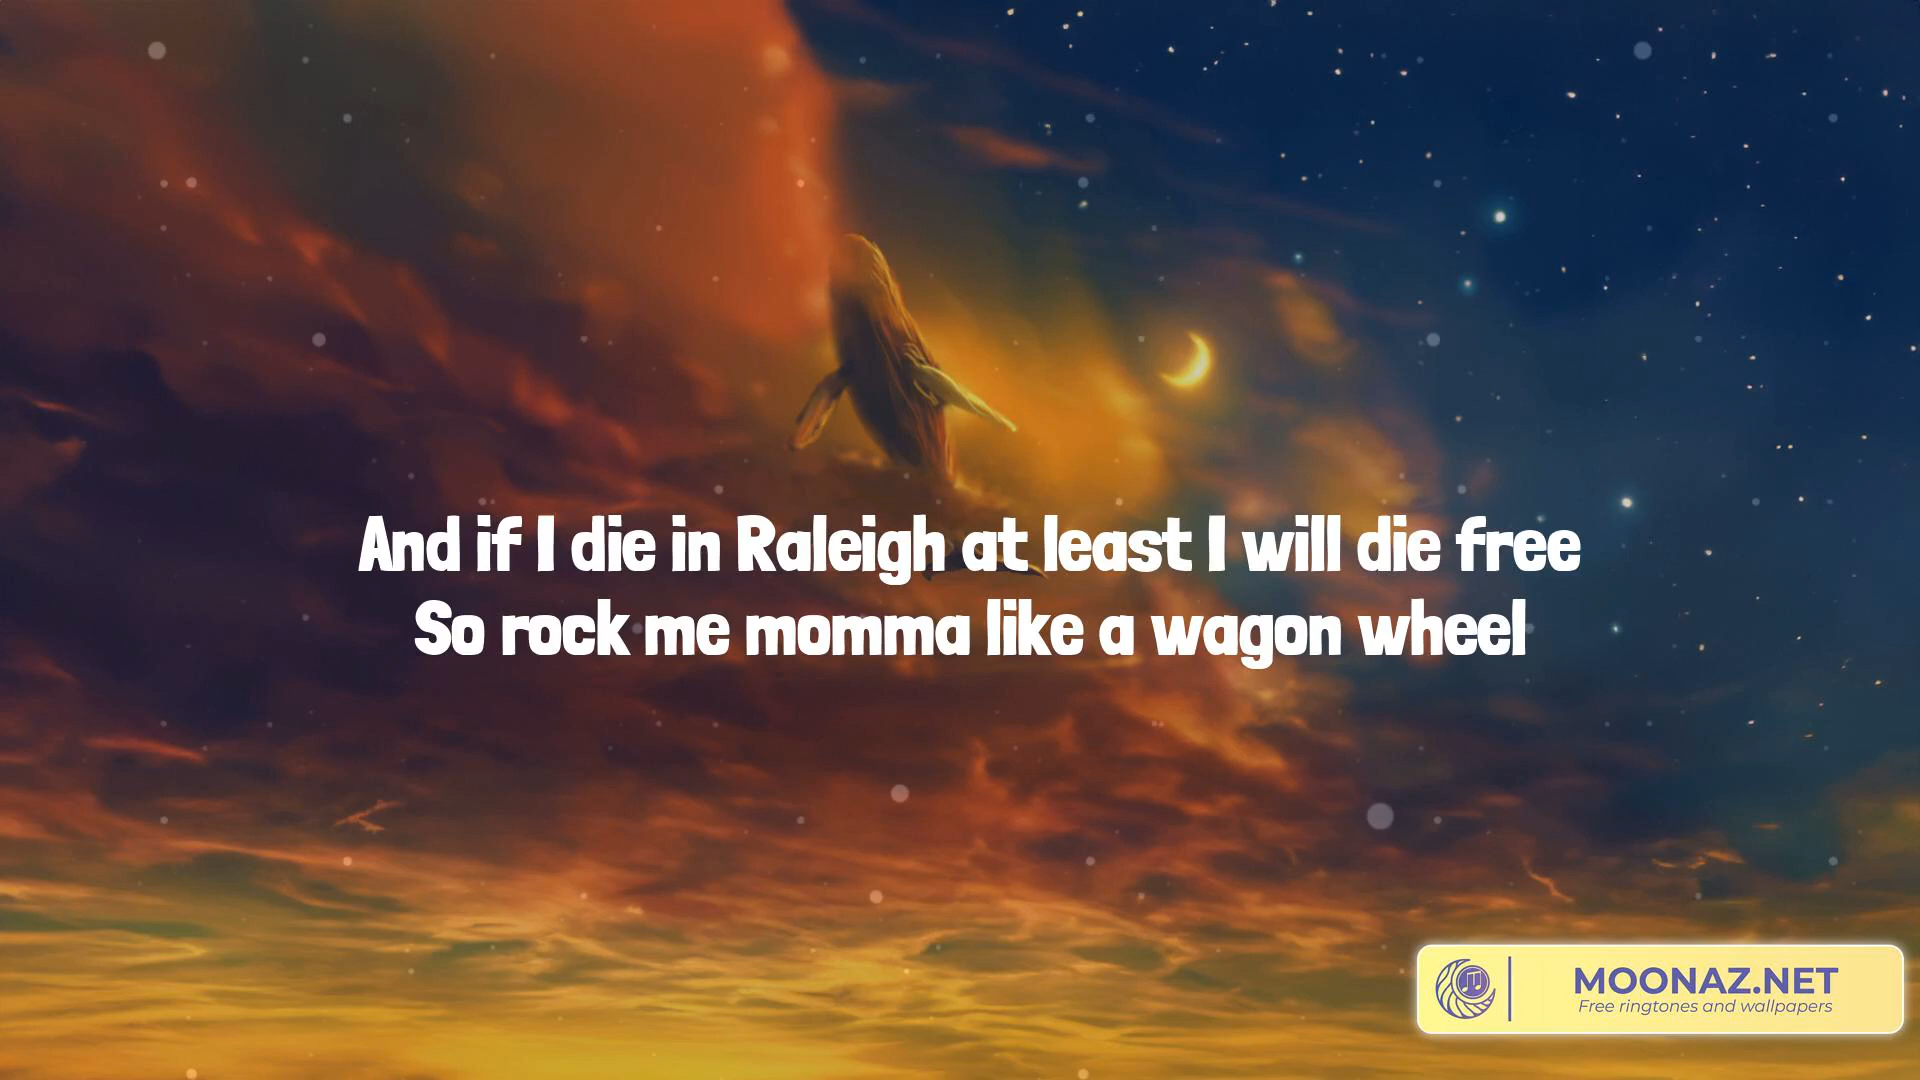 And if I die in Raleigh at least I will die free
So rock me momma like a wagon wheel
MOONAZ.NET
Free ringtones and wallpapers